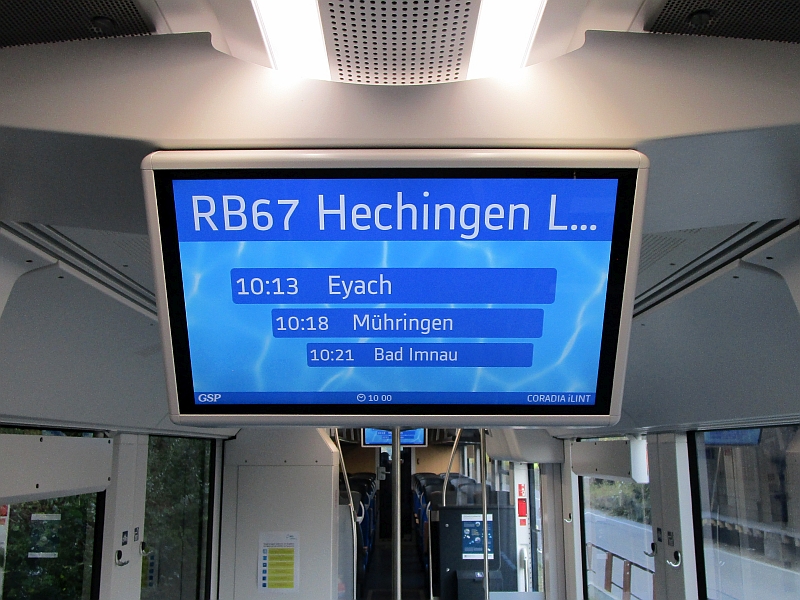 RB67 Hechingen L...
10:13 Eyach
10:18 Mühringen
10:21 Bad Imnau
GSP 10 00 CORADIA iLINT